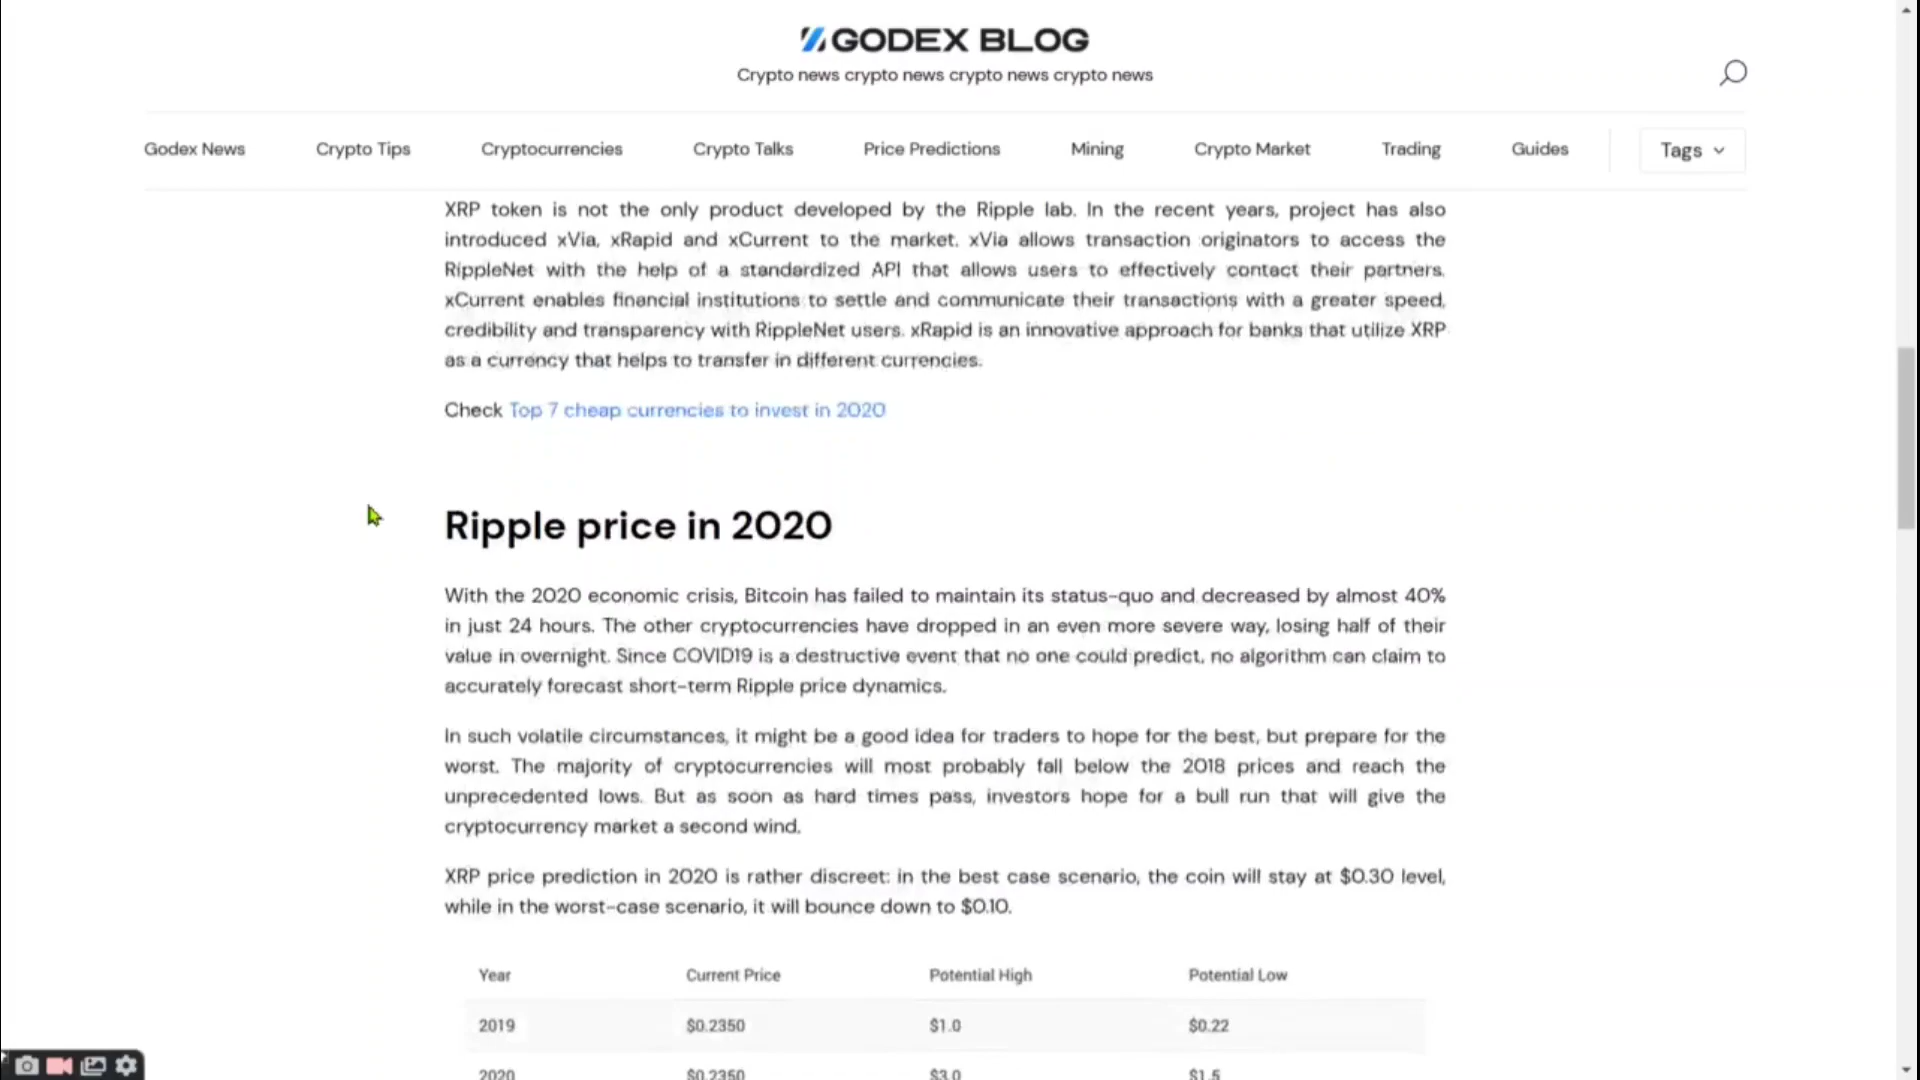 GODEX BLOG
Crypto news crypto news crypto news crypto news
Godex News Crypto Tips Cryptocurrencies Crypto Talks Price Predictions Mining Crypto Market Trading Guides Tags
XRP token is not the only product developed by the Ripple lab. In the recent years, project has also
introduced xVia, xRapid and xCurrent to the market. xVia allows transaction originators to access the
RippleNet with the help of a standardized API that allows users to effectively contact their partners.
xCurrent enables financial institutions to settle and communicate their transactions with a greater speed,
credibility and transparency with RippleNet users. xRapid is an innovative approach for banks that utilize XRP
as a currency that helps to transfer in different currencies.
Check Top 7 cheap currencies to invest in 2020
Ripple price in 2020
With the 2020 economic crisis, Bitcoin has failed to maintain its status-quo and decreased by almost 40%
in just 24 hours. The other cryptocurrencies have dropped in an even more severe way, losing half of their
value in overnight. Since COVID19 is a destructive event that no one could predict, no algorithm can claim to
accurately forecast short-term Ripple price dynamics.
In such volatile circumstances, it might be a good idea for traders to hope for the best, but prepare for the
worst. The majority of cryptocurrencies will most probably fall below the 2018 prices and reach the
unprecedented lows. But as soon as hard times pass, investors hope for a bull run that will give the
cryptocurrency market a second wind.
XRP price prediction in 2020 is rather discreet: in the best case scenario, the coin will stay at $0.30 level,
while in the worst-case scenario, it will bounce down to $0.10.
Year Current Price Potential High Potential Low
2019 $0.2350 $1.0 $0.22
2020 $0.2350 $3.0 $1.5